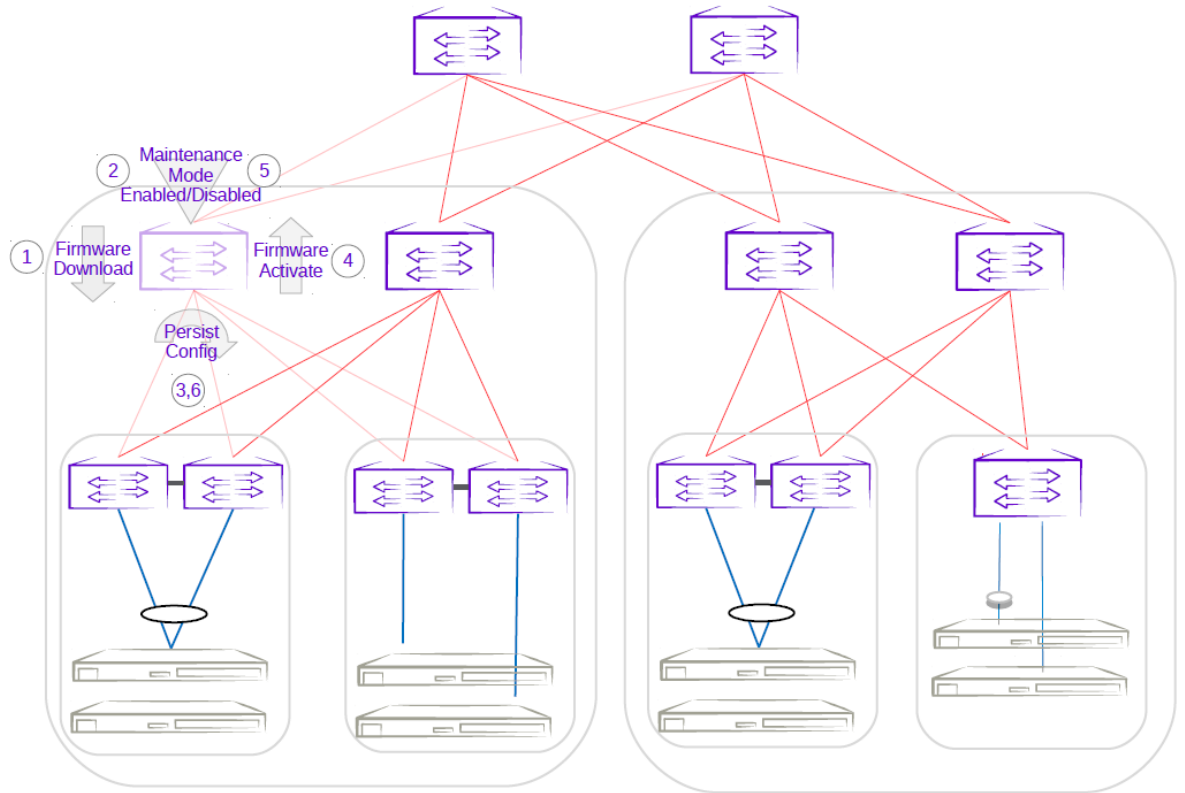 2
Maintenance
Mode
Enabled/Disabled
5
1
Firmware
Download
Firmware
Activate
4
Persist
Config
3,6